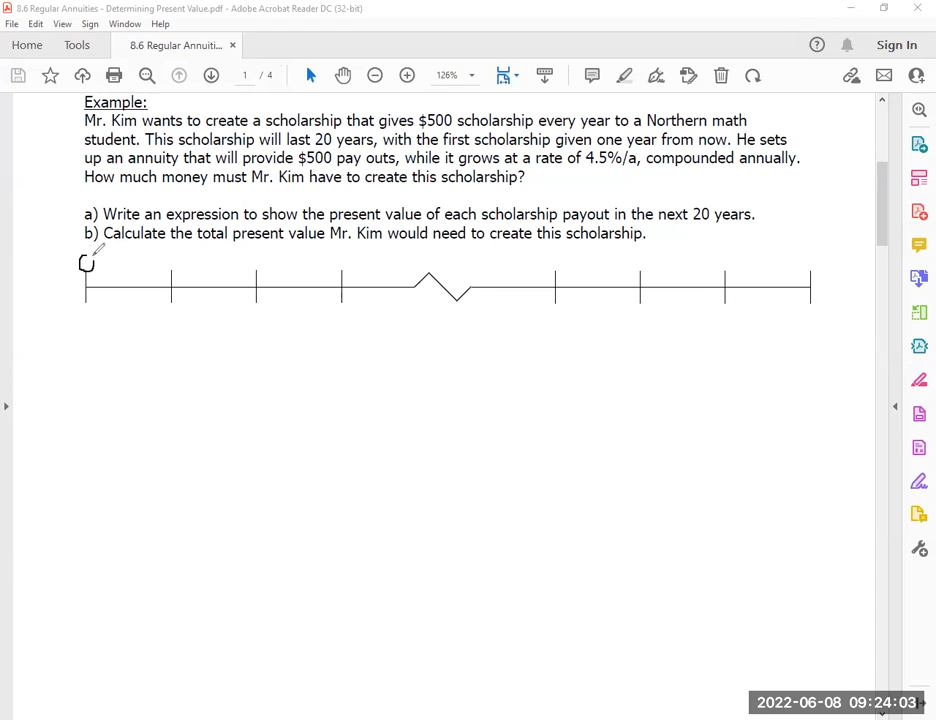 8.6 Regular Annuities - Determining Present Value.pdf - Adobe Acrobat Reader DC (32-bit)
File Edit View Sign Window Help
Home Tools 8.6 Regular Annuiti... × Sign In
1 / 4 126%
Example:
Mr. Kim wants to create a scholarship that gives $500 scholarship every year to a Northern math
student. This scholarship will last 20 years, with the first scholarship given one year from now. He sets
up an annuity that will provide $500 pay outs, while it grows at a rate of 4.5%/a, compounded annually.
How much money must Mr. Kim have to create this scholarship?
a) Write an expression to show the present value of each scholarship payout in the next 20 years.
b) Calculate the total present value Mr. Kim would need to create this scholarship.
0
2022-06-08 09:24:03